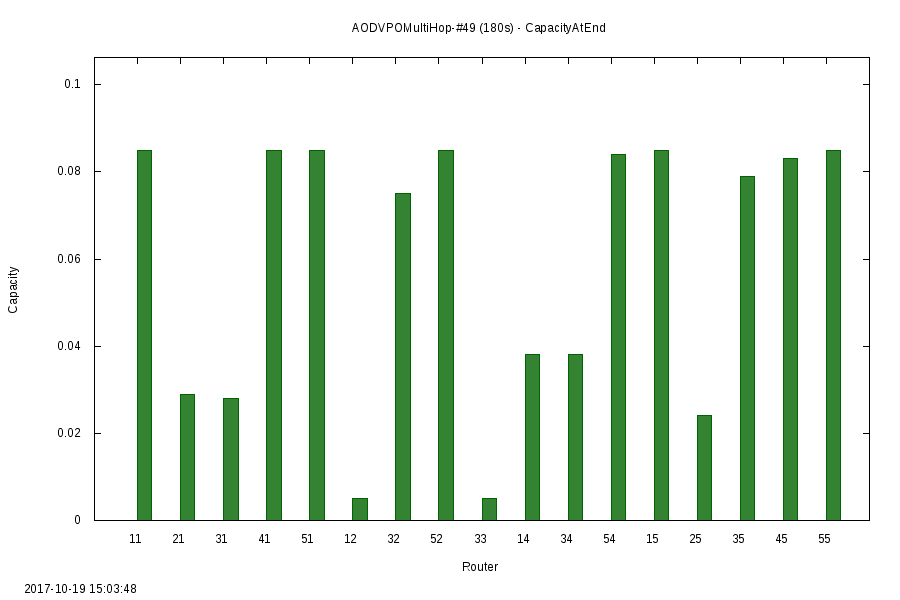 AODVPOMultiHop-#49 (180s) - CapacityAtEnd
0.1
0.08
0.06
0.04
0.02
0
Capacity
11 21 31 41 51 12 32 52 33 14 34 54 15 25 35 45 55
Router
2017-10-19 15:03:48